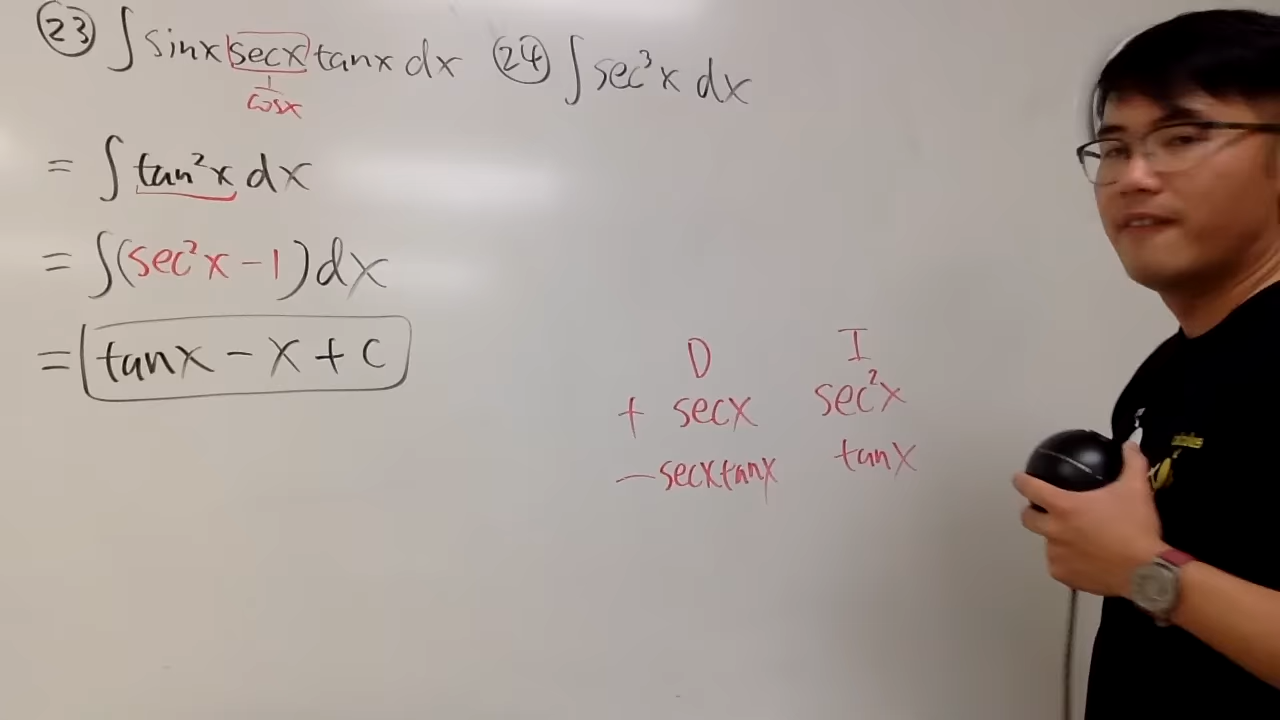 (23) ∫ sinx secx tanx dx
1/cosx
= ∫ tan²x dx
= ∫(sec²x - 1)dx
= tanx - x + C
(24) ∫ sec³x dx
D I
+ secx sec²x
- secxtanx tanx